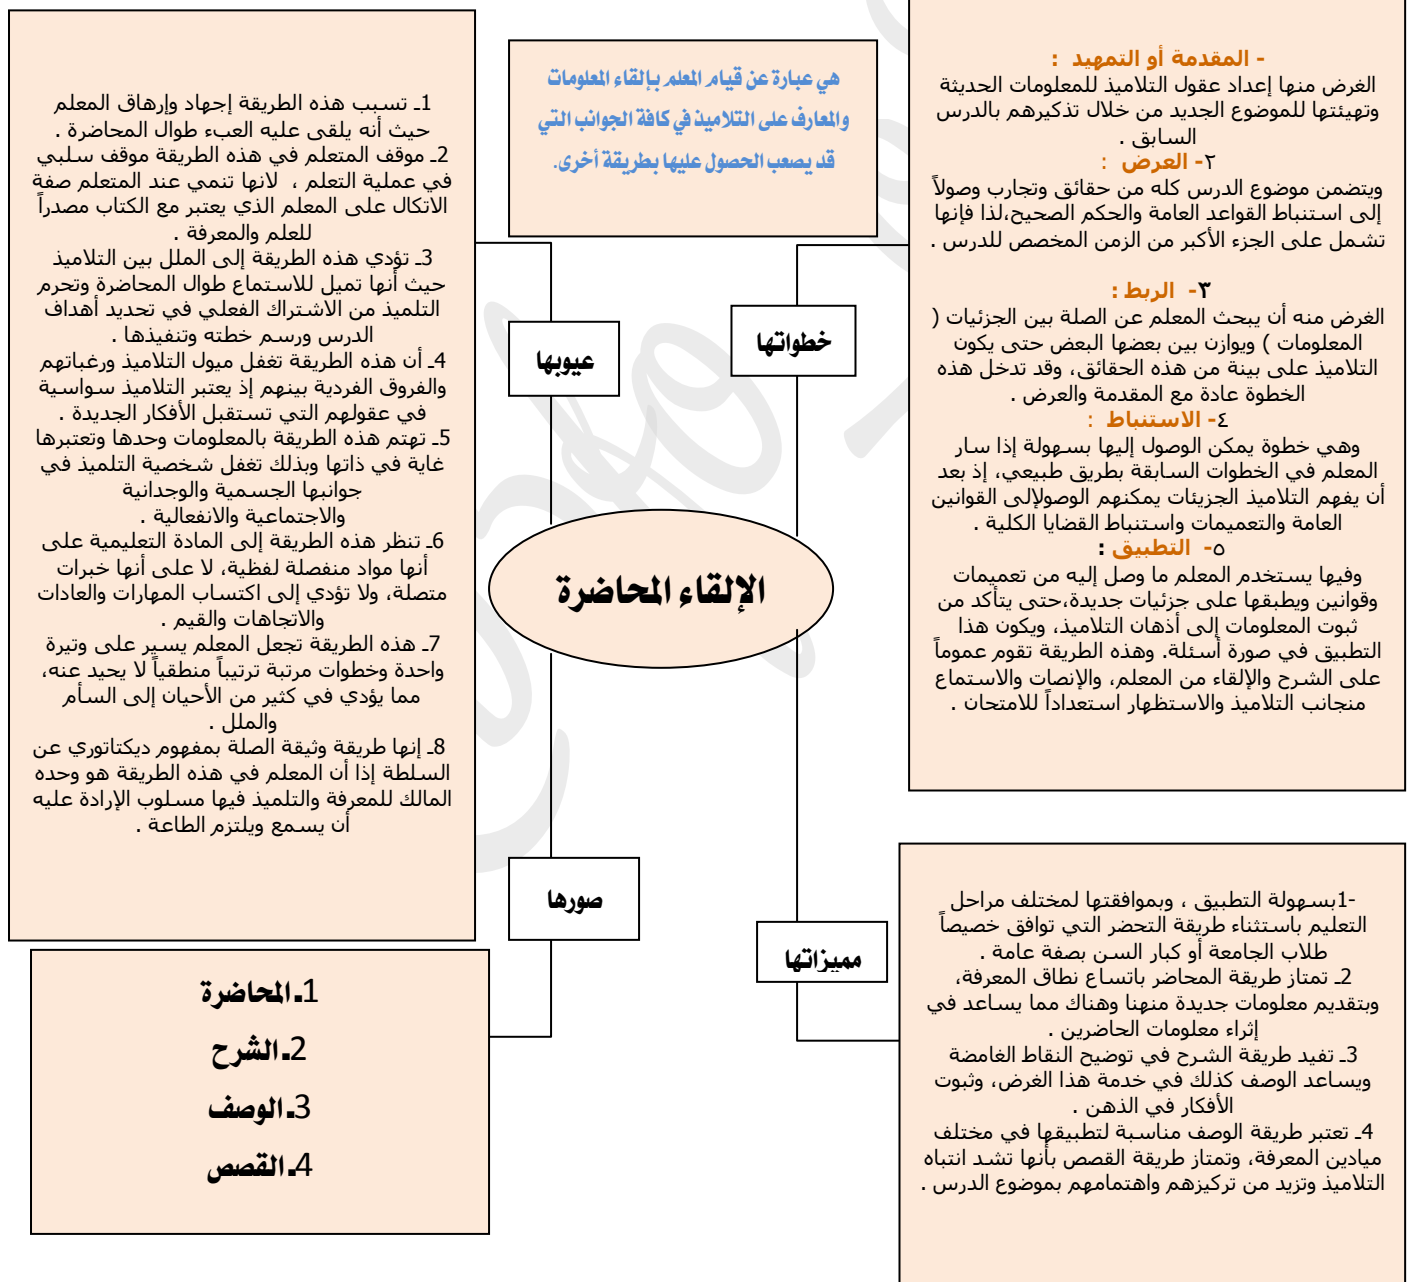 - المقدمة أو التمهيد :
الغرض منها إعداد عقول التلاميذ للمعلومات الحديثة
وتهيئتها للموضوع الجديد من خلال تذكيرهم بالدرس
السابق .
٢- العرض :
ويتضمن موضوع الدرس كله من حقائق وتجارب وصولاً
إلى استنباط القواعد العامة والحكم الصحيح،لذا فإنها
تشمل على الجزء الأكبر من الزمن المخصص للدرس .
٣- الربط :
الغرض منه أن يبحث المعلم عن الصلة بين الجزئيات (
المعلومات ) ويوازن بين بعضها البعض حتى يكون
التلاميذ على بينة من هذه الحقائق، وقد تدخل هذه
الخطوة عادة مع المقدمة والعرض .
٤- الاستنباط :
وهي خطوة يمكن الوصول إليها بسهولة إذا سار
المعلم في الخطوات السابقة بطريق طبيعي، إذ بعد
أن يفهم التلاميذ الجزيئات يمكنهم الوصولإلى القوانين
العامة والتعميمات واستنباط القضايا الكلية .
٥- التطبيق :
وفيها يستخدم المعلم ما وصل إليه من تعميمات
وقوانين ويطبقها على جزئيات جديدة،حتى يتأكد من
ثبوت المعلومات إلى أذهان التلاميذ، ويكون هذا
التطبيق في صورة أسئلة. وهذه الطريقة تقوم عموماً
على الشرح والإلقاء من المعلم، والإنصات والاستماع
منجانب التلاميذ والاستظهار استعداداً للامتحان .
هي عبارة عن قيام المعلم بإلقاء المعلومات
والمعارف على التلاميذ في كافة الجوانب التي
قد يصعب الحصول عليها بطريقة أخرى.
1ـ تسبب هذه الطريقة إجهاد وإرهاق المعلم
حيث أنه يلقى عليه العبء طوال المحاضرة .
2ـ موقف المتعلم في هذه الطريقة موقف سلبي
في عملية التعلم ، لانها تنمي عند المتعلم صفة
الاتكال على المعلم الذي يعتبر مع الكتاب مصدراً
للعلم والمعرفة .
3ـ تؤدي هذه الطريقة إلى الملل بين التلاميذ
حيث أنها تميل للاستماع طوال المحاضرة وتحرم
التلميذ من الاشتراك الفعلي في تحديد أهداف
الدرس ورسم خطته وتنفيذها .
4ـ أن هذه الطريقة تغفل ميول التلاميذ ورغباتهم
والفروق الفردية بينهم إذ يعتبر التلاميذ سواسية
في عقولهم التي تستقبل الأفكار الجديدة .
5ـ تهتم هذه الطريقة بالمعلومات وحدها وتعتبرها
غاية في ذاتها وبذلك تغفل شخصية التلميذ في
جوانبها الجسمية والوجدانية
والاجتماعية والانفعالية .
6ـ تنظر هذه الطريقة إلى المادة التعليمية على
أنها مواد منفصلة لفظية، لا على أنها خبرات
متصلة، ولا تؤدي إلى اكتساب المهارات والعادات
والاتجاهات والقيم .
7ـ هذه الطريقة تجعل المعلم يسير على وتيرة
واحدة وخطوات مرتبة ترتيباً منطقياً لا يحيد عنه،
مما يؤدي في كثير من الأحيان إلى السأم
والملل .
8ـ إنها طريقة وثيقة الصلة بمفهوم ديكتاتوري عن
السلطة إذا أن المعلم في هذه الطريقة هو وحده
المالك للمعرفة والتلميذ فيها مسلوب الإرادة عليه
أن يسمع ويلتزم الطاعة .
خطواتها
عيوبها
الإلقاء المحاضرة
صورها
مميزاتها
-1بسهولة التطبيق ، وبموافقتها لمختلف مراحل
التعليم باستثناء طريقة التحضر التي توافق خصيصاً
طلاب الجامعة أو كبار السن بصفة عامة .
2ـ تمتاز طريقة المحاضر باتساع نطاق المعرفة،
وبتقديم معلومات جديدة منهنا وهناك مما يساعد في
إثراء معلومات الحاضرين .
3ـ تفيد طريقة الشرح في توضيح النقاط الغامضة
ويساعد الوصف كذلك في خدمة هذا الغرض، وثبوت
الأفكار في الذهن .
4ـ تعتبر طريقة الوصف مناسبة لتطبيقها في مختلف
ميادين المعرفة، وتمتاز طريقة القصص بأنها تشد انتباه
التلاميذ وتزيد من تركيزهم واهتمامهم بموضوع الدرس .
1ـ المحاضرة
2ـ الشرح
3ـ الوصف
4ـ القصص